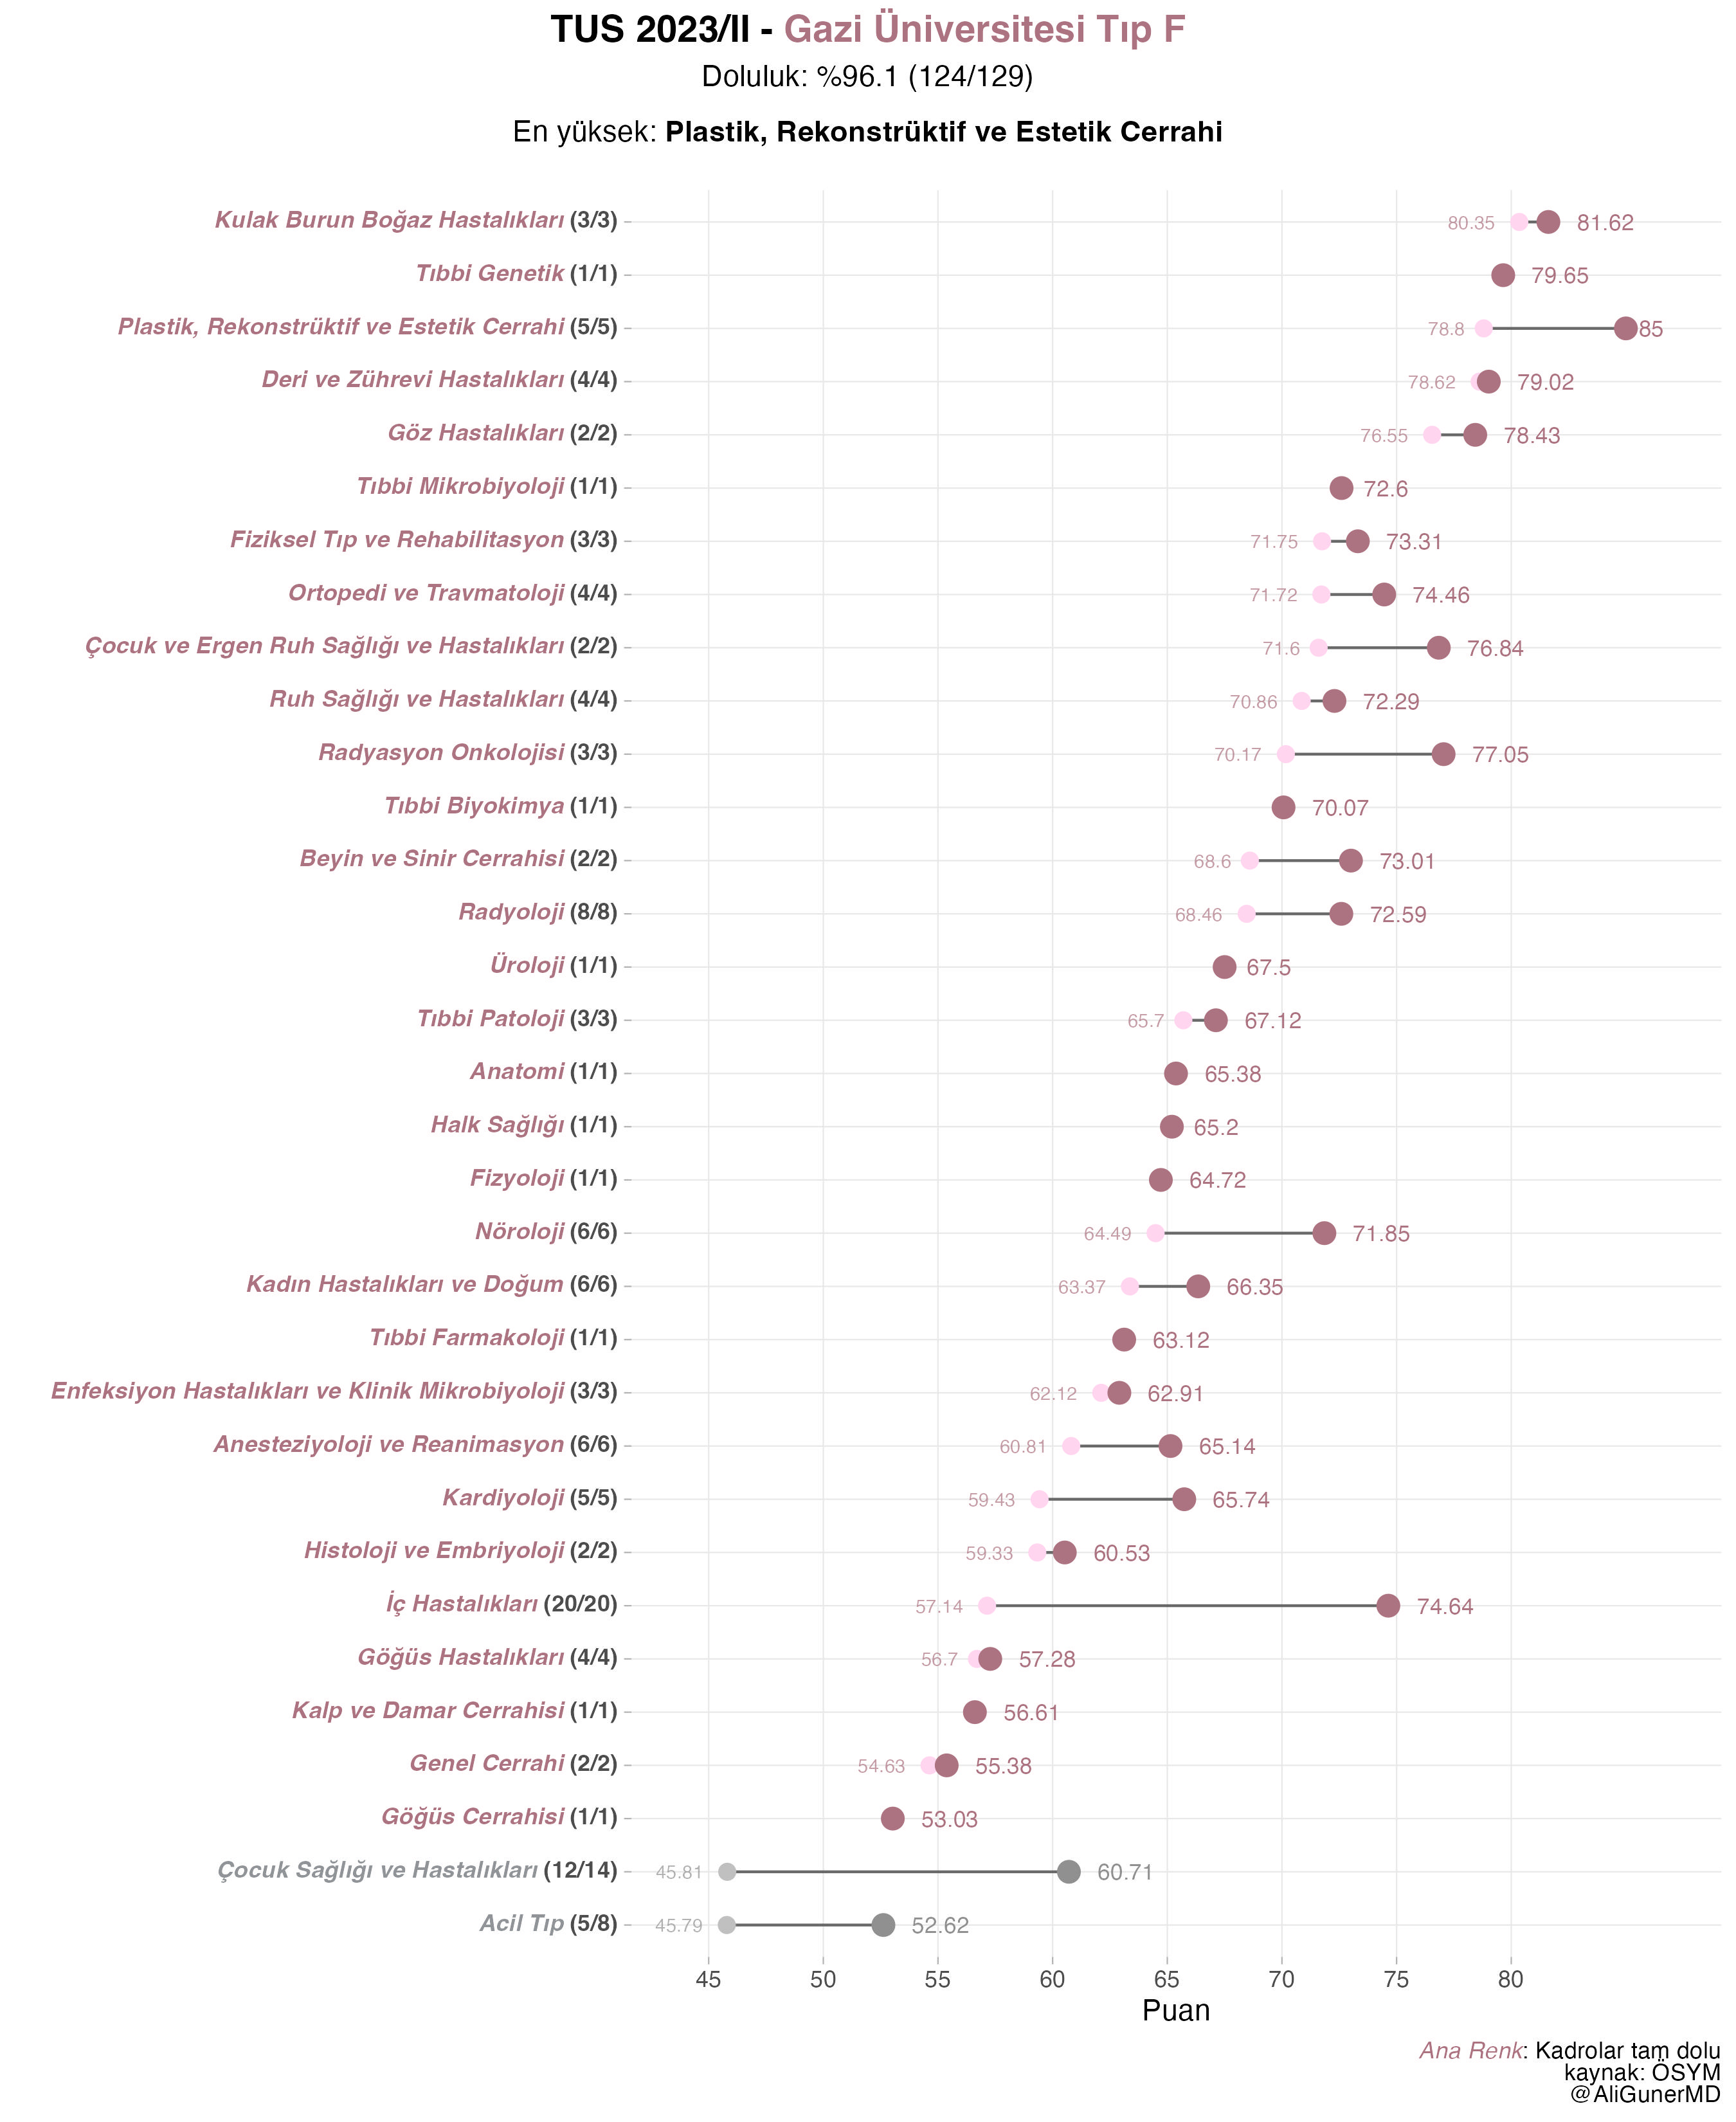 TUS 2023/II - Gazi Üniversitesi Tıp F
Doluluk: %96.1 (124/129)
En yüksek: Plastik, Rekonstrüktif ve Estetik Cerrahi
Kulak Burun Boğaz Hastalıkları (3/3) 80.35 81.62
Tıbbi Genetik (1/1) 79.65
Plastik, Rekonstrüktif ve Estetik Cerrahi (5/5) 78.8 85
Deri ve Zührevi Hastalıkları (4/4) 78.62 79.02
Göz Hastalıkları (2/2) 76.55 78.43
Tıbbi Mikrobiyoloji (1/1) 72.6
Fiziksel Tıp ve Rehabilitasyon (3/3) 71.75 73.31
Ortopedi ve Travmatoloji (4/4) 71.72 74.46
Çocuk ve Ergen Ruh Sağlığı ve Hastalıkları (2/2) 71.6 76.84
Ruh Sağlığı ve Hastalıkları (4/4) 70.86 72.29
Radyasyon Onkolojisi (3/3) 70.17 77.05
Tıbbi Biyokimya (1/1) 70.07
Beyin ve Sinir Cerrahisi (2/2) 68.6 73.01
Radyoloji (8/8) 68.46 72.59
Üroloji (1/1) 67.5
Tıbbi Patoloji (3/3) 65.7 67.12
Anatomi (1/1) 65.38
Halk Sağlığı (1/1) 65.2
Fizyoloji (1/1) 64.72
Nöroloji (6/6) 64.49 71.85
Kadın Hastalıkları ve Doğum (6/6) 63.37 66.35
Tıbbi Farmakoloji (1/1) 63.12
Enfeksiyon Hastalıkları ve Klinik Mikrobiyoloji (3/3) 62.12 62.91
Anesteziyoloji ve Reanimasyon (6/6) 60.81 65.14
Kardiyoloji (5/5) 59.43 65.74
Histoloji ve Embriyoloji (2/2) 59.33 60.53
İç Hastalıkları (20/20) 57.14 74.64
Göğüs Hastalıkları (4/4) 56.7 57.28
Kalp ve Damar Cerrahisi (1/1) 56.61
Genel Cerrahi (2/2) 54.63 55.38
Göğüs Cerrahisi (1/1) 53.03
Çocuk Sağlığı ve Hastalıkları (12/14) 45.81 60.71
Acil Tıp (5/8) 45.79 52.62
45 50 55 60 65 70 75 80
Puan
Ana Renk: Kadrolar tam dolu
kaynak: ÖSYM
@AliGunerMD